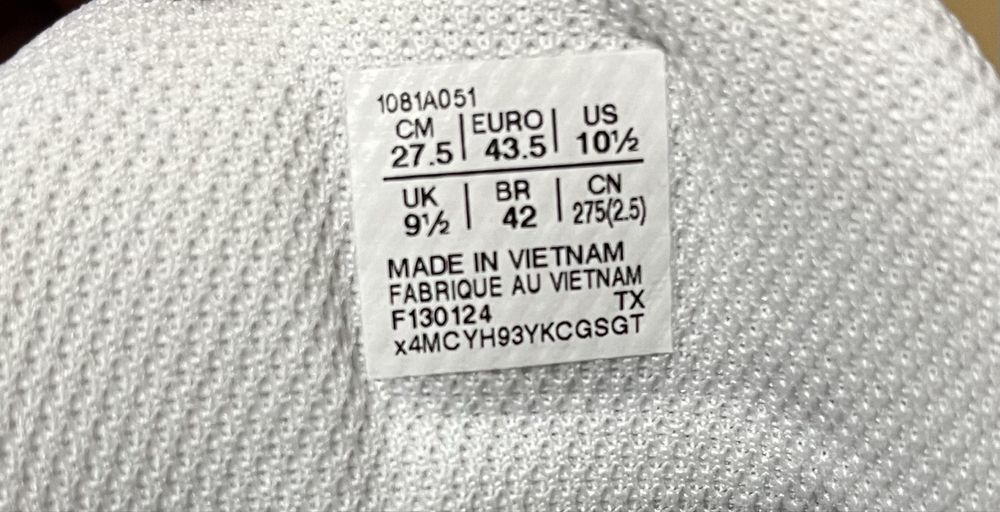 1081A051
CM | EURO | US
27.5 | 43.5 | 10½
UK | BR | CN
9½ | 42 | 275(2.5)
MADE IN VIETNAM
FABRIQUE AU VIETNAM
F130124 TX
x4MCYH93YKCGSGT